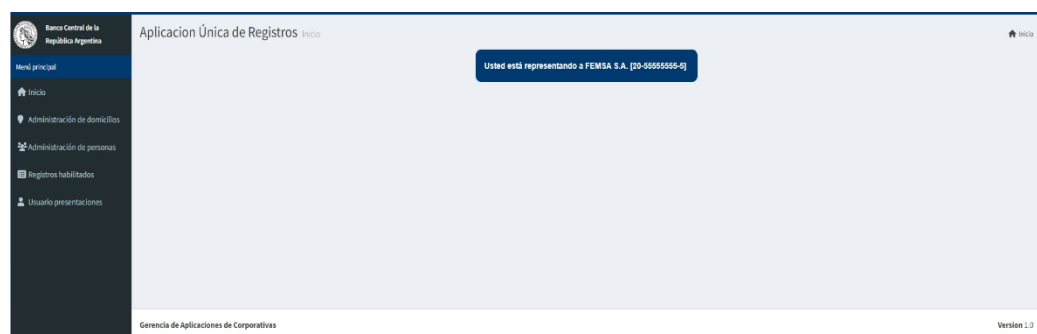 Banco Central de la
República Argentina
Aplicacion Única de Registros Inicio
Inicio
Usted está representando a FEMSA S.A. [20-55555555-5]
Menú principal
Inicio
Administración de domicilios
Administración de personas
Registros habilitados
Usuario presentaciones
Gerencia de Aplicaciones de Corporativas
Version 1.0